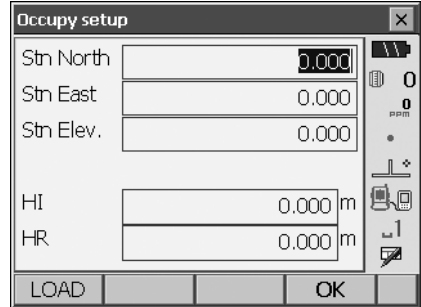 Occupy setup
Stn North 0.000
Stn East 0.000
Stn Elev. 0.000
HI 0.000 m
HR 0.000 m
0
0
PPM
1
LOAD OK